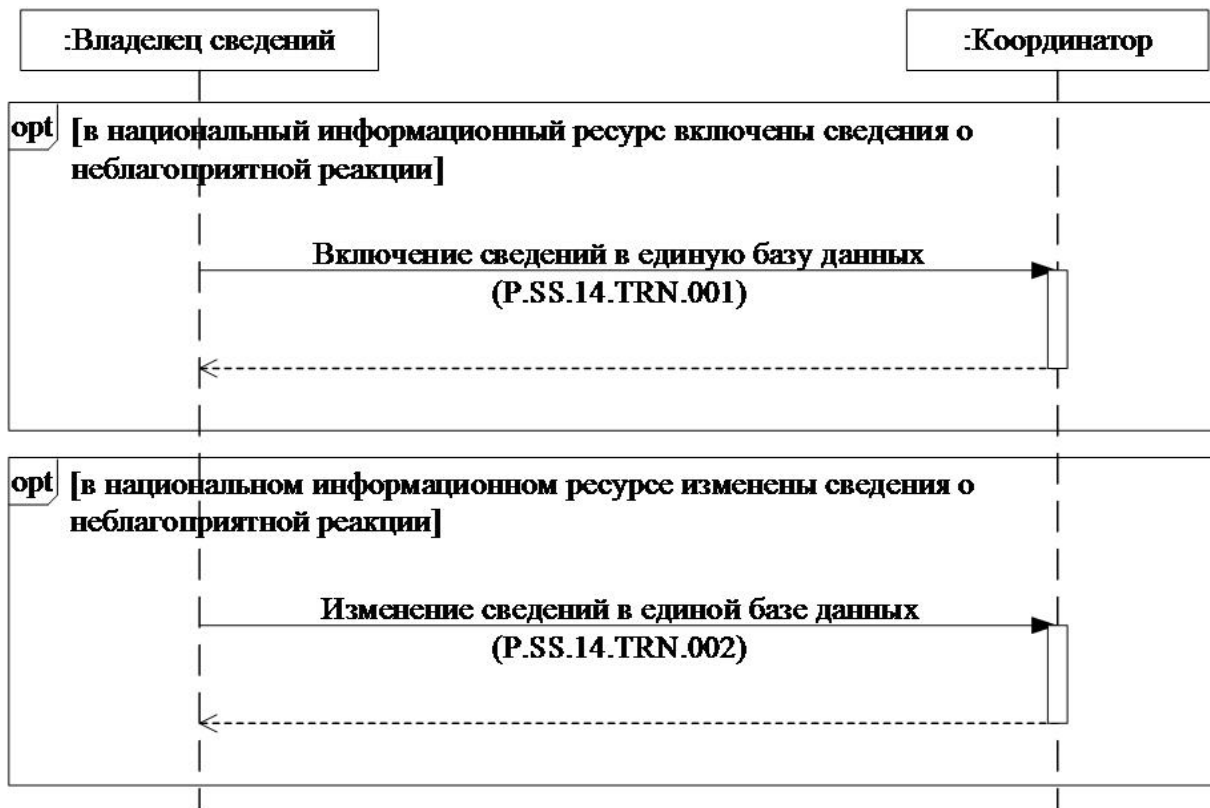 :Владелец сведений
:Координатор
opt [в национальный информационный ресурс включены сведения о
неблагоприятной реакции]
Включение сведений в единую базу данных
(P.SS.14.TRN.001)
opt [в национальном информационном ресурсе изменены сведения о
неблагоприятной реакции]
Изменение сведений в единой базе данных
(P.SS.14.TRN.002)